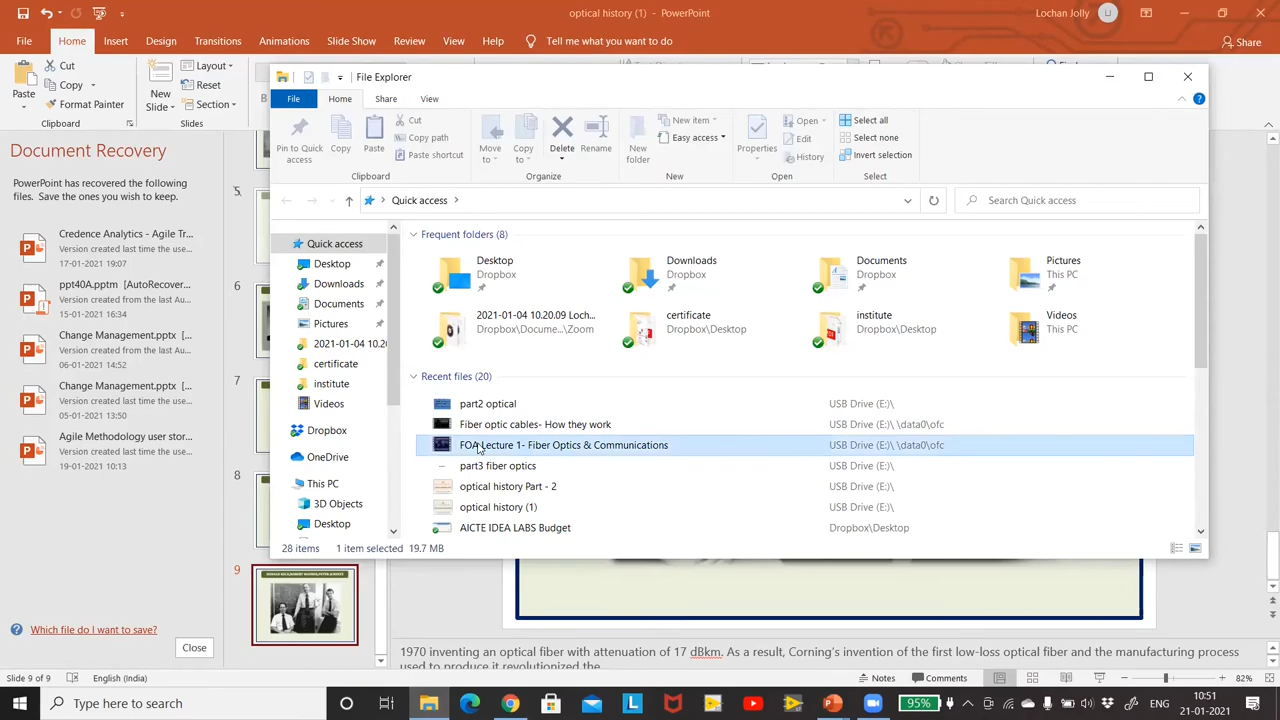 optical history (1) - PowerPoint
Lochan Jolly
File
Home
Insert
Design
Transitions
Animations
Slide Show
Review
View
Help
Tell me what you want to do
Share
Paste
Cut
Copy
Format Painter
Clipboard
New
Slide
Layout
Reset
Section
Slides
File Explorer
File
Home
Share
View
Pin to Quick
access
Copy
Paste
Cut
Copy path
Paste shortcut
Clipboard
Move
to
Copy
to
Delete
Rename
Organize
New
folder
New item
Easy access
New
Properties
Open
Edit
History
Open
Select all
Select none
Invert selection
Select
Quick access
Search Quick access
Document Recovery
PowerPoint has recovered the following
files. Save the ones you wish to keep.
Credence Analytics - Agile Tr...
Version created last time the use...
17-01-2021 19:07
ppt40A.pptm [AutoRecover...
Version created from the last Au...
15-01-2021 16:34
Change Management.pptx [...
Version created from the last Au...
06-01-2021 14:52
Change Management.pptx [...
Version created from the last Au...
05-01-2021 13:50
Agile Methodology user stor...
Version created last time the use...
19-01-2021 10:13
Which file do I want to save?
Close
5
6
7
8
9
Quick access
Desktop
Downloads
Documents
Pictures
2021-01-04 10.20
certificate
institute
Videos
Dropbox
OneDrive
This PC
3D Objects
Desktop
Frequent folders (8)
Desktop
Dropbox
Downloads
Dropbox
Documents
Dropbox
Pictures
This PC
2021-01-04 10.20.09 Loch...
Dropbox\Docume...\Zoom
certificate
Dropbox\Desktop
institute
Dropbox\Desktop
Videos
This PC
Recent files (20)
part2 optical USB Drive (E:)\
Fiber optic cables- How they work USB Drive (E:)\ \data0\ofc
FOA Lecture 1- Fiber Optics & Communications USB Drive (E:)\ \data0\ofc
part3 fiber optics USB Drive (E:)\
optical history Part - 2 USB Drive (E:)\
optical history (1) USB Drive (E:)\
AICTE IDEA LABS Budget Dropbox\Desktop
28 items 1 item selected 19.7 MB
1970 inventing an optical fiber with attenuation of 17 dBkm. As a result, Corning's invention of the first low-loss optical fiber and the manufacturing process
used to produce it revolutionized the
Slide 9 of 9 English (India)
Notes
Comments
82%
Type here to search
95%
10:51
21-01-2021